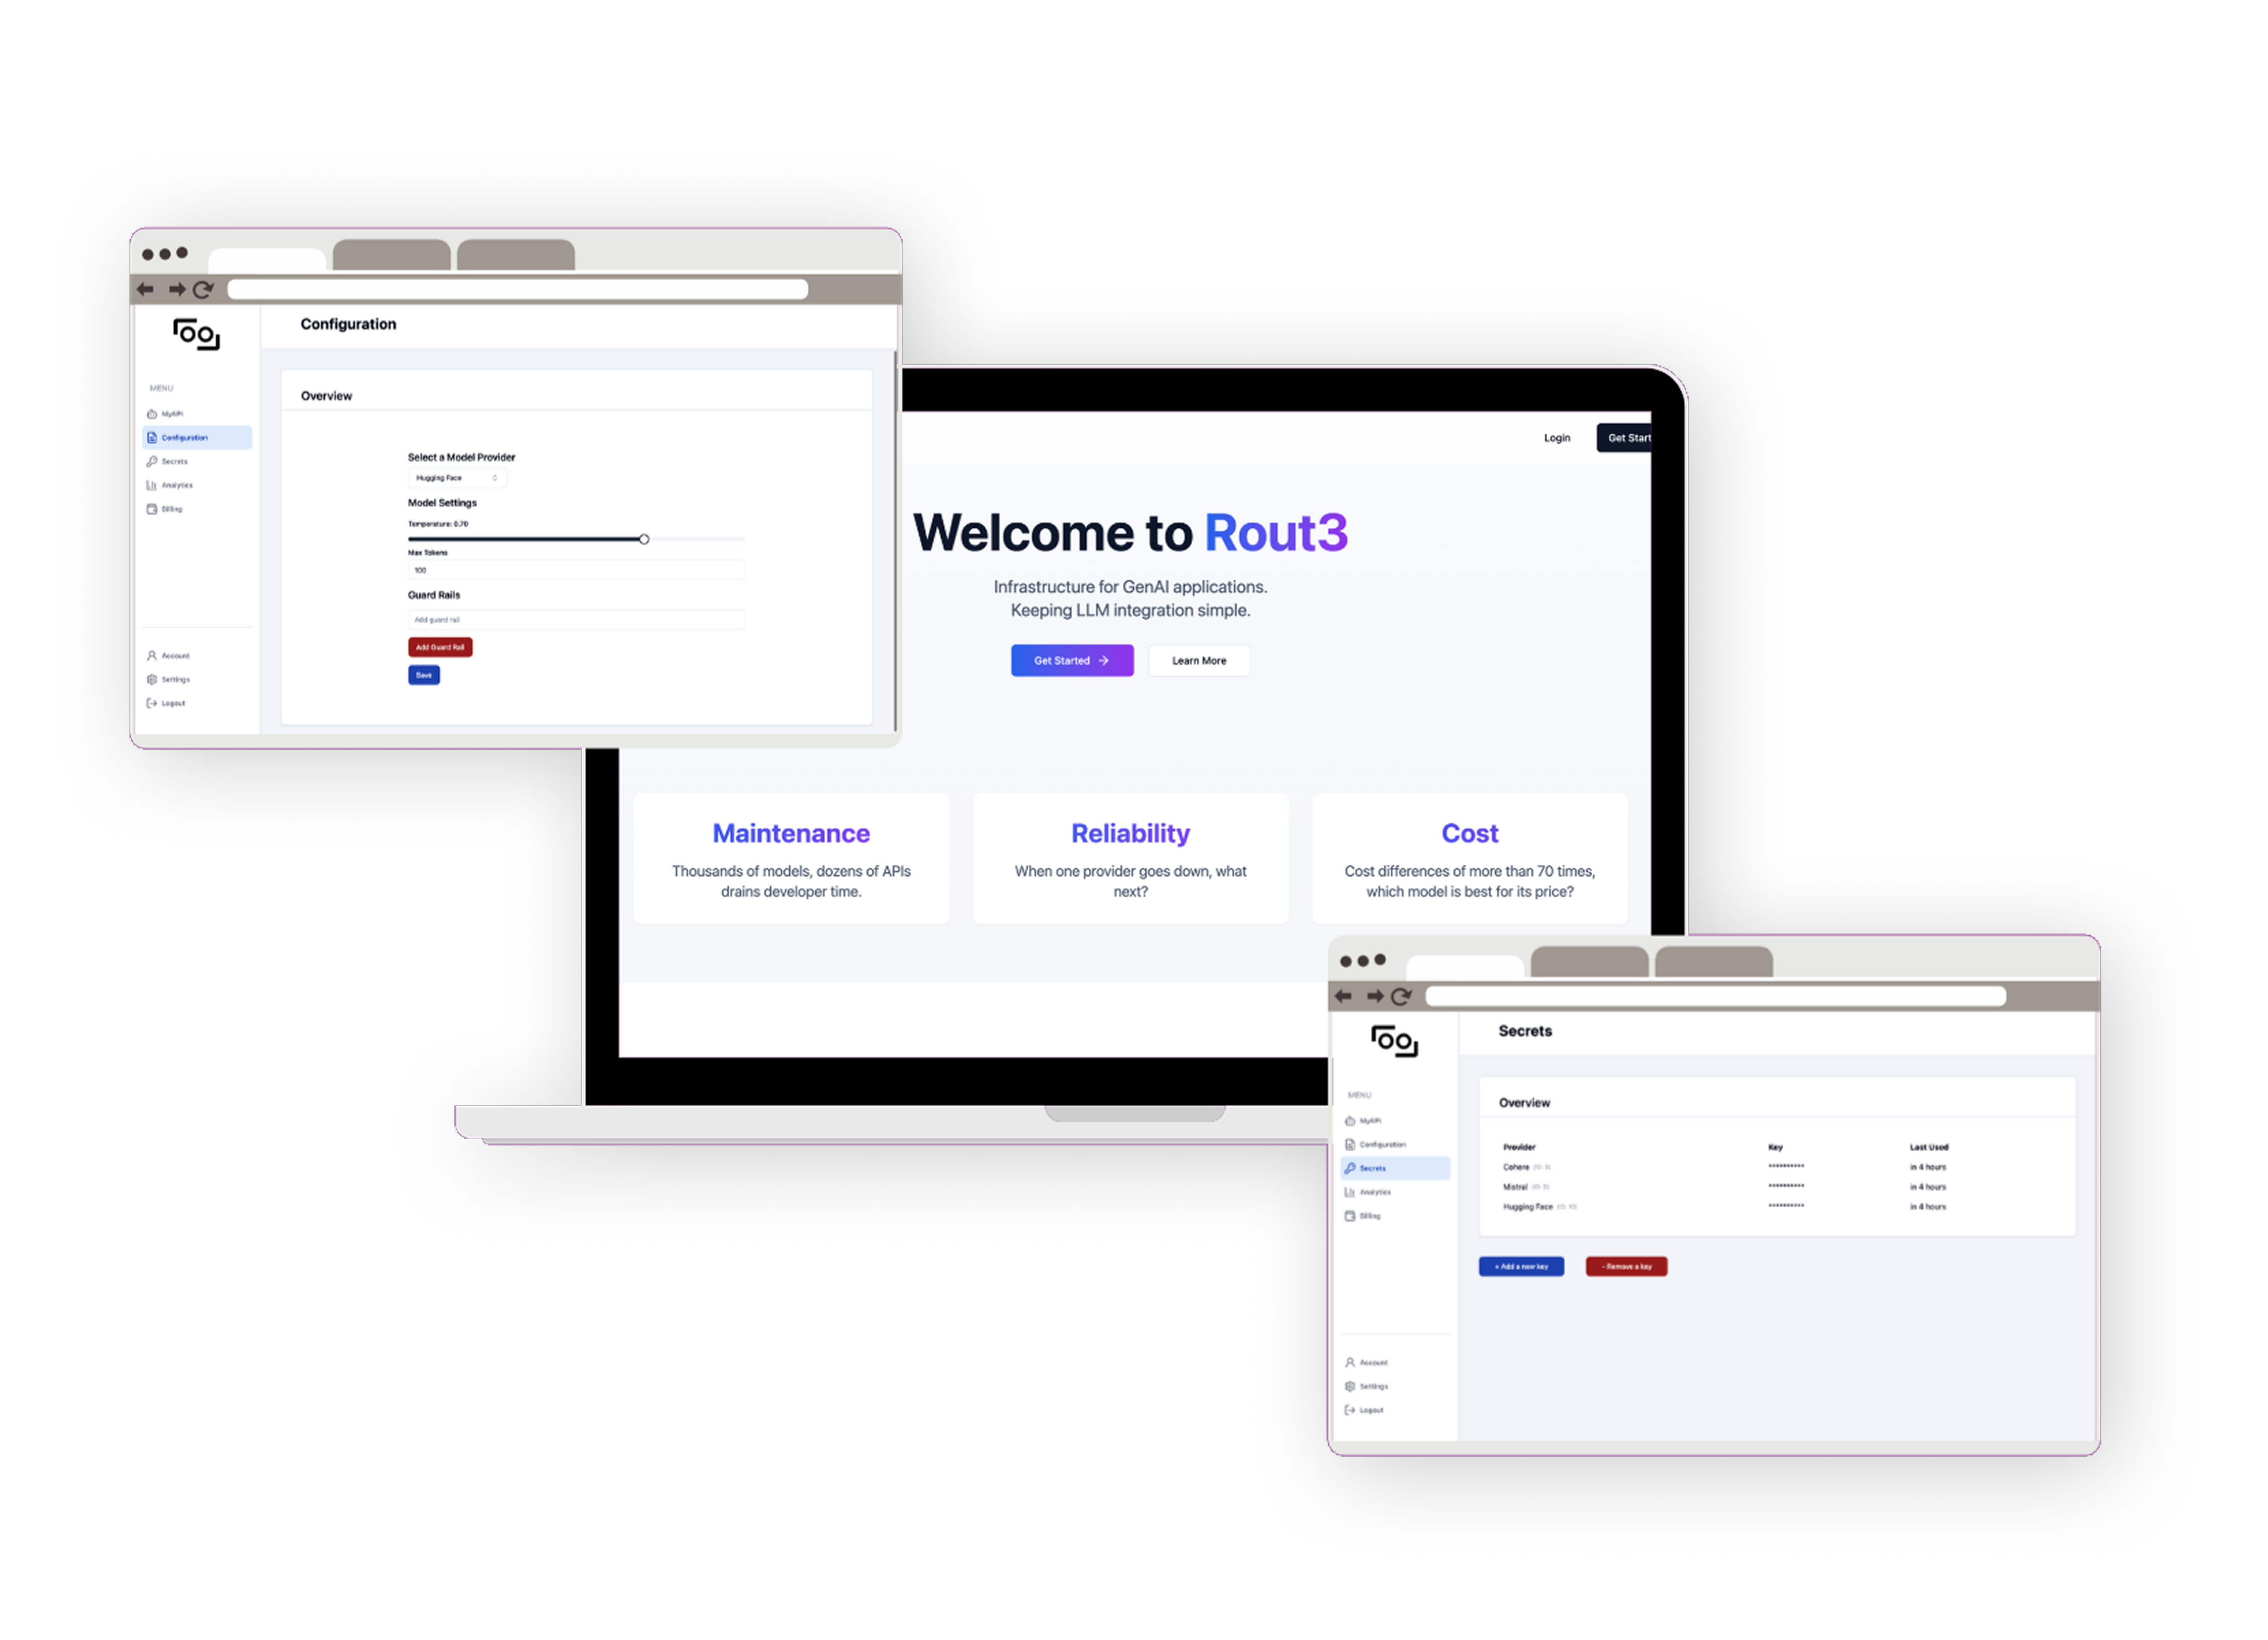 Configuration
MENU
MyAPI
Configuration
Secrets
Analytics
Billing
Account
Settings
Logout
Overview
Select a Model Provider
Hugging Face
Model Settings
Temperature: 0.70
Max Tokens
100
Guard Rails
Add guard rail
Add Guard Rail
Save
Login
Get Start
Welcome to Rout3
Infrastructure for GenAI applications.
Keeping LLM integration simple.
Get Started →
Learn More
Maintenance
Thousands of models, dozens of APIs
drains developer time.
Reliability
When one provider goes down, what
next?
Cost
Cost differences of more than 70 times,
which model is best for its price?
Secrets
MENU
MyAPI
Configuration
Secrets
Analytics
Billing
Account
Settings
Logout
Overview
Provider Key Last Used
Cohere •••••••••• in 4 hours
Mistral •••••••••• in 4 hours
Hugging Face •••••••••• in 4 hours
+ Add a new key
- Remove a key